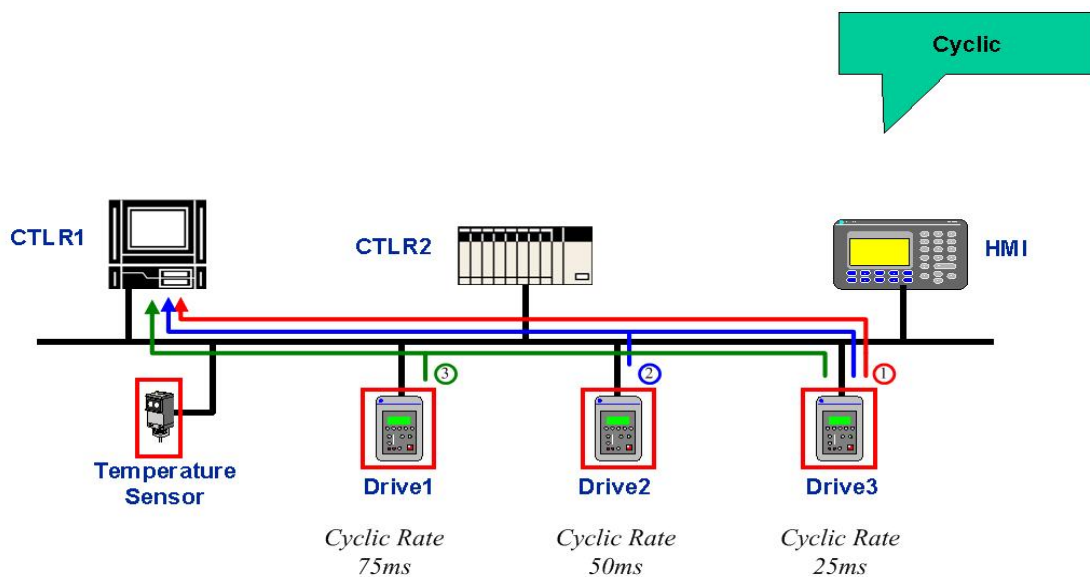 Cyclic
CTLR1
CTLR2
HMI
3
2
1
Temperature
Sensor
Drive1
Drive2
Drive3
Cyclic Rate
75ms
Cyclic Rate
50ms
Cyclic Rate
25ms